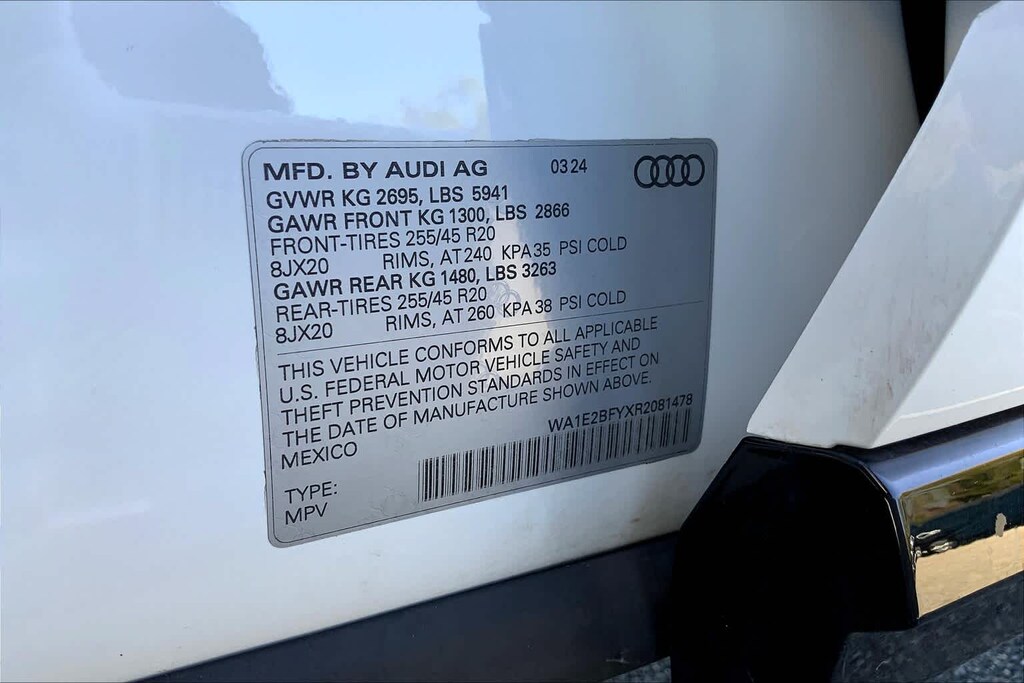 MFD. BY AUDI AG 03 24
GVWR KG 2695, LBS 5941
GAWR FRONT KG 1300, LBS 2866
FRONT-TIRES 255/45 R20
8JX20 RIMS, AT 240 KPA35 PSI COLD
GAWR REAR KG 1480, LBS 3263
REAR-TIRES 255/45 R20
8JX20 RIMS, AT 260 KPA 38 PSI COLD
THIS VEHICLE CONFORMS TO ALL APPLICABLE
U.S. FEDERAL MOTOR VEHICLE SAFETY AND
THEFT PREVENTION STANDARDS IN EFFECT ON
THE DATE OF MANUFACTURE SHOWN ABOVE.
MEXICO WA1E2BFYXR2081478
TYPE:
MPV